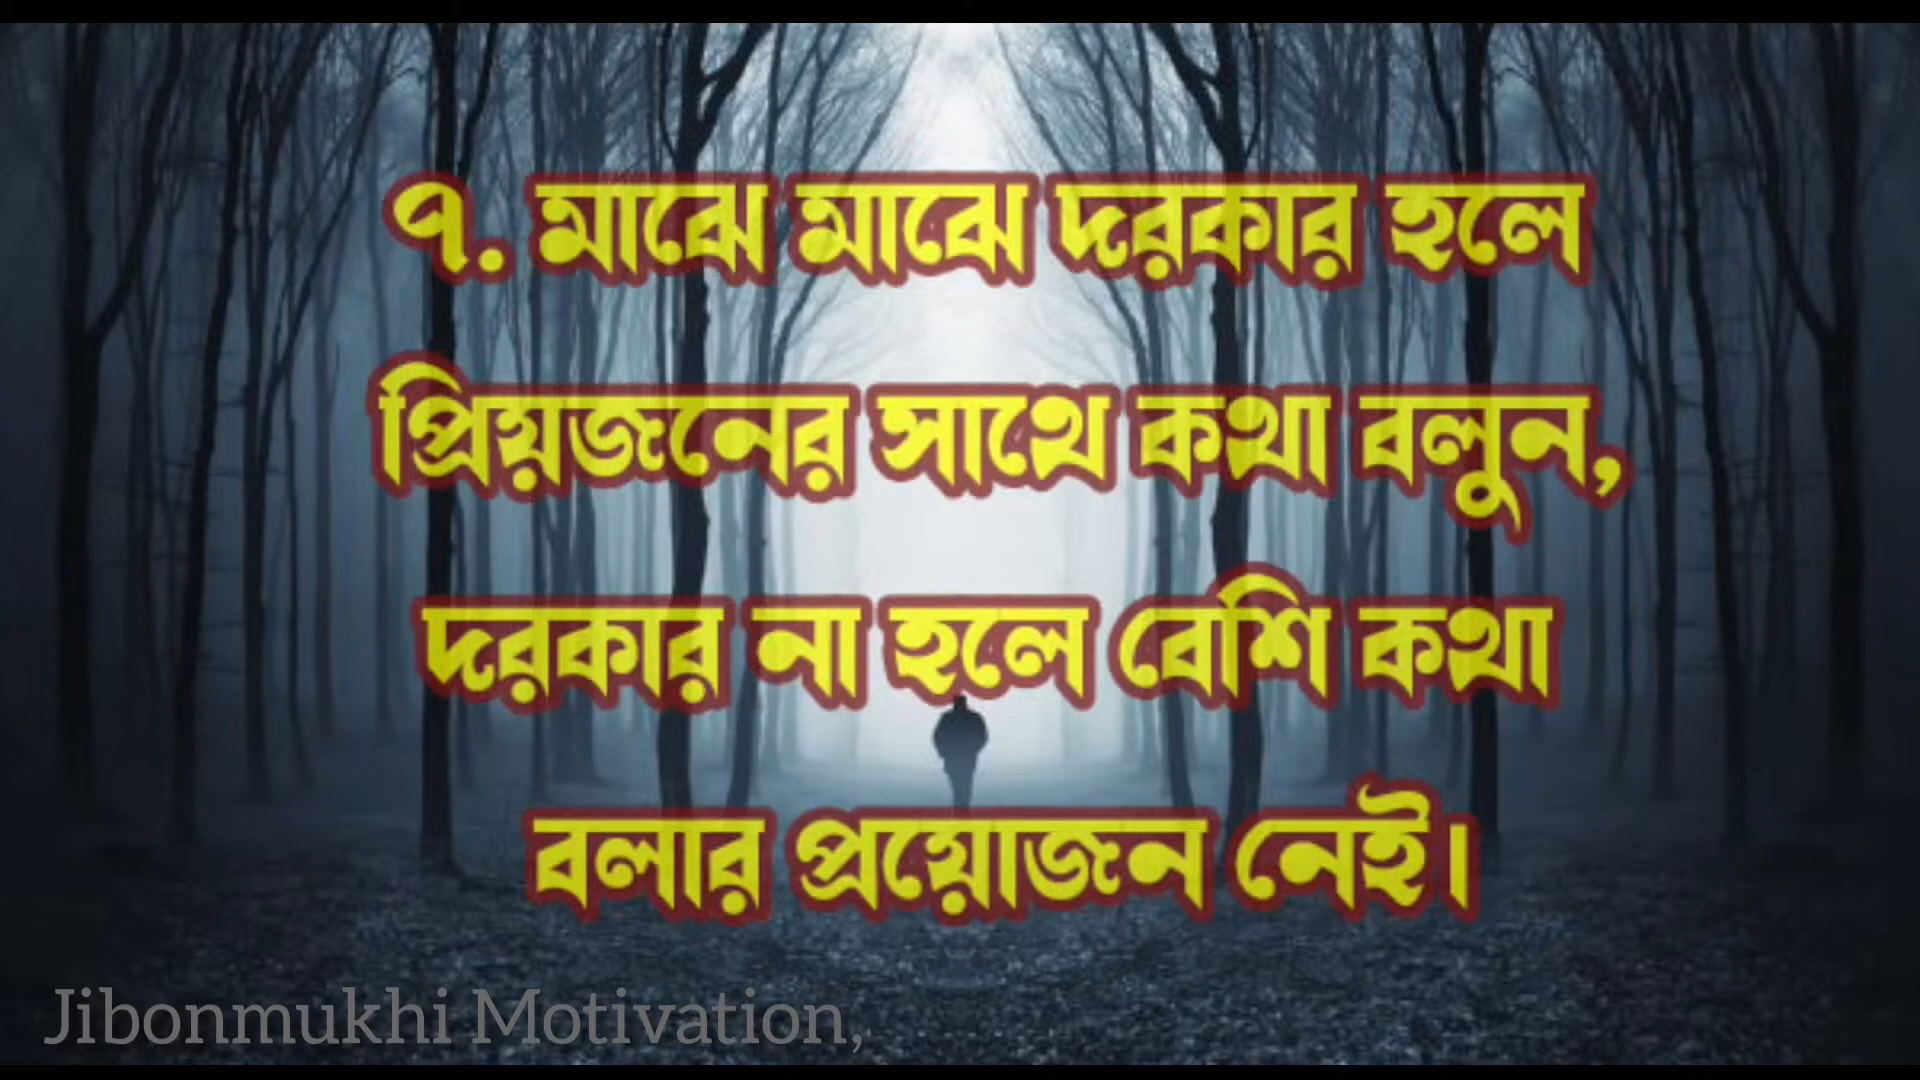 ৭. মাঝে মাঝে দরকার হলে
প্রিয়জনের সাথে কথা বলুন,
দরকার না হলে বেশি কথা
বলার প্রয়োজন নেই।
Jibonmukhi Motivation,